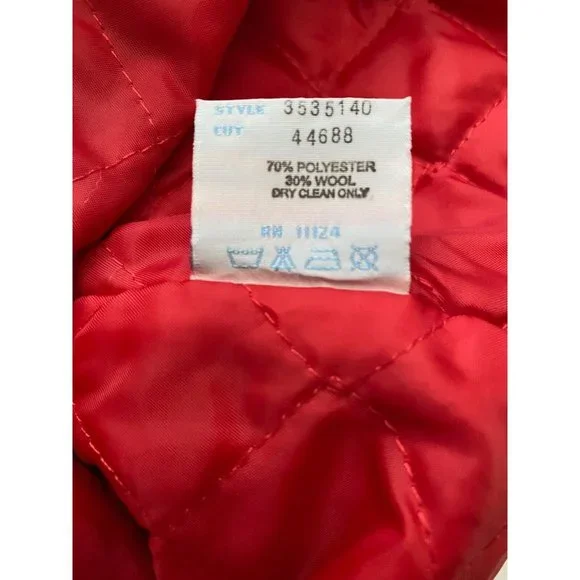 STYLE 3535140
CUT 44688
70% POLYESTER
30% WOOL
DRY CLEAN ONLY
RN 11124